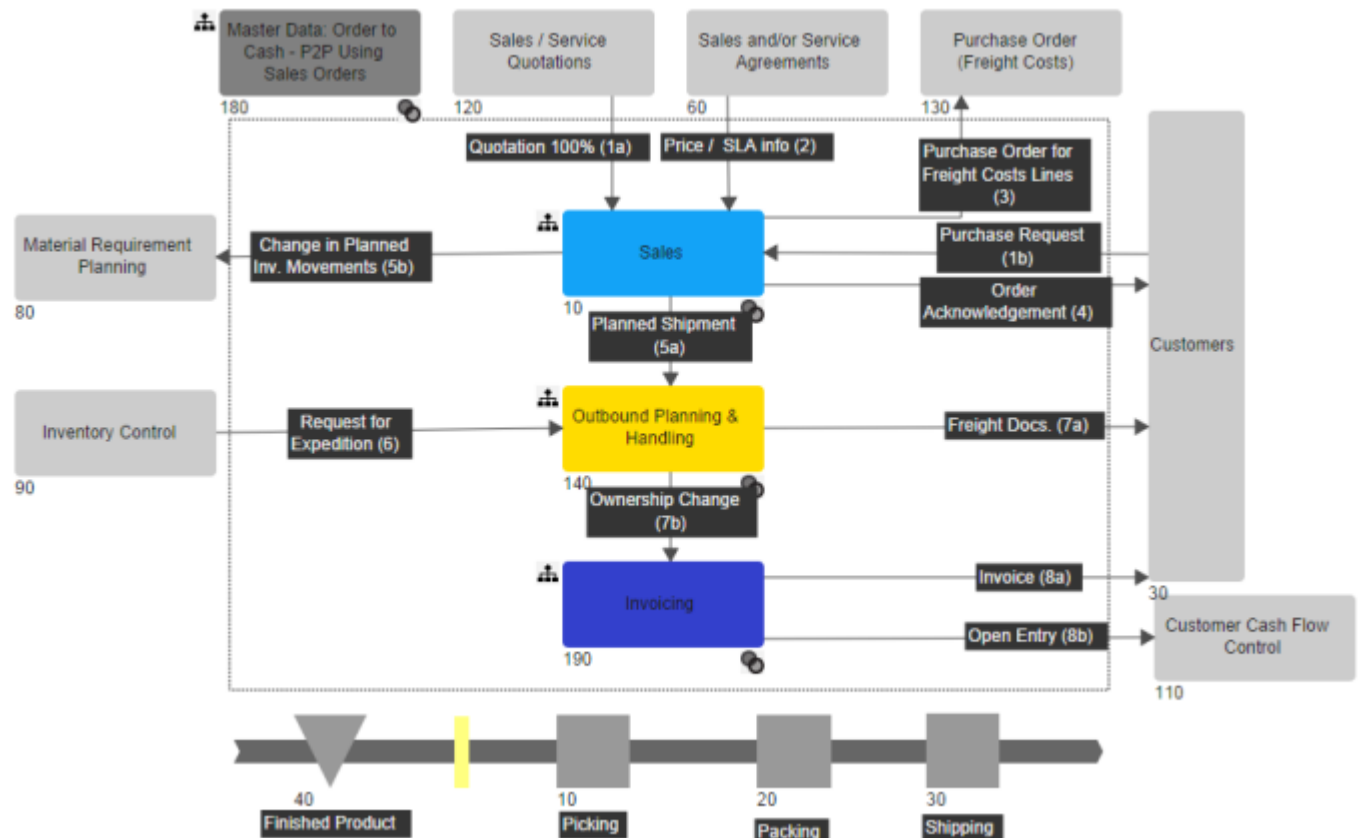 Master Data: Order to
Cash - P2P Using
Sales Orders
180
Sales / Service
Quotations
120
Sales and/or Service
Agreements
60
Purchase Order
(Freight Costs)
130
Quotation 100% (1a)
Price / SLA info (2)
Purchase Order for
Freight Costs Lines
(3)
Material Requirement
Planning
80
Change in Planned
Inv. Movements (5b)
Sales
10
Purchase Request
(1b)
Order
Acknowledgement (4)
Customers
30
Planned Shipment
(5a)
Inventory Control
90
Request for
Expedition (6)
Outbound Planning &
Handling
140
Freight Docs. (7a)
Ownership Change
(7b)
Invoicing
190
Invoice (8a)
Open Entry (8b)
Customer Cash Flow
Control
110
40
Finished Product
10
Picking
20
Packing
30
Shipping